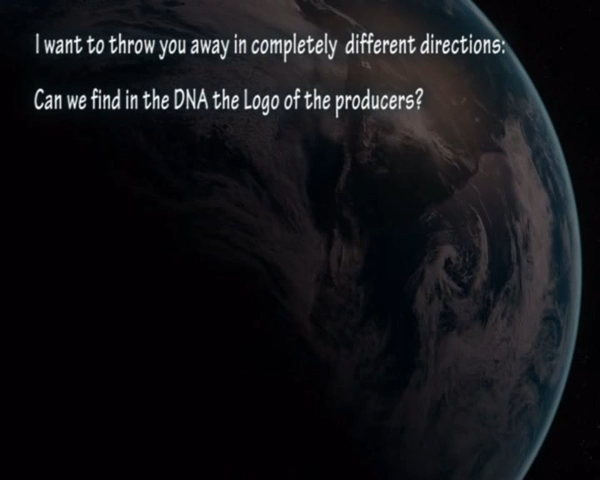 I want to throw you away in completely different directions:
Can we find in the DNA the Logo of the producers?